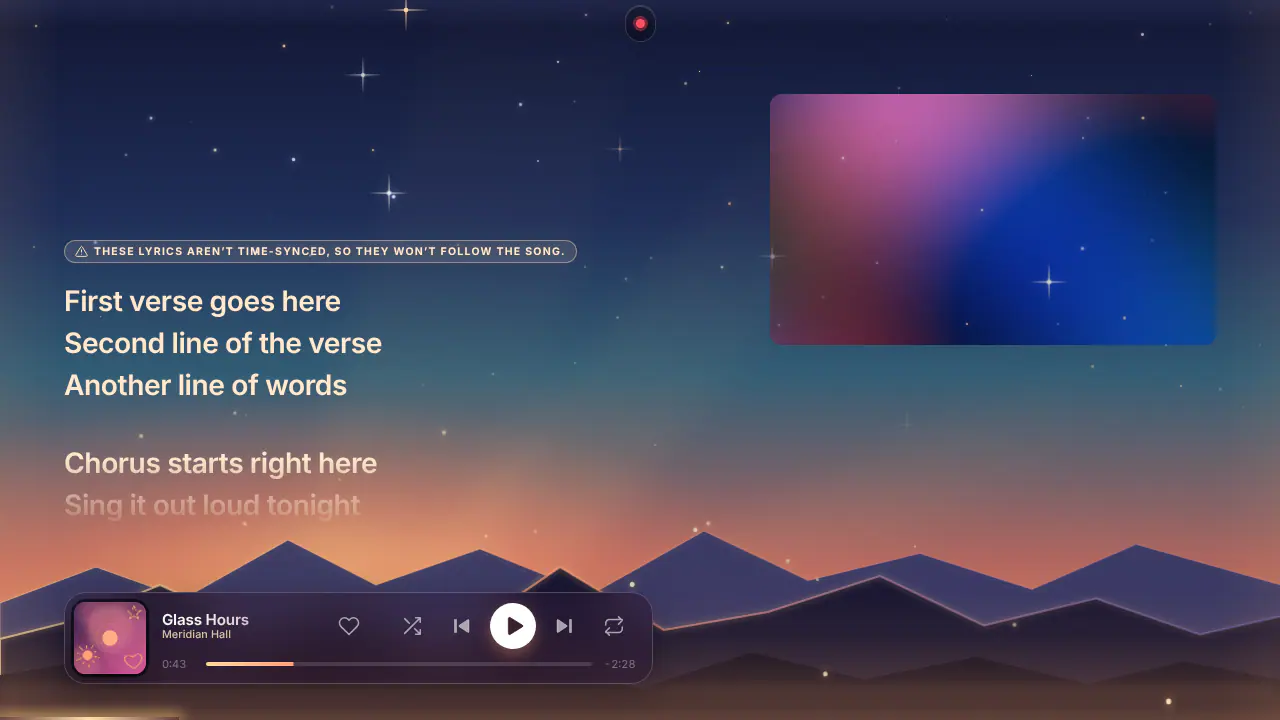 THESE LYRICS AREN'T TIME-SYNCED, SO THEY WON'T FOLLOW THE SONG.
First verse goes here
Second line of the verse
Another line of words
Chorus starts right here
Sing it out loud tonight
Glass Hours
Meridian Hall
0:43
-2:28